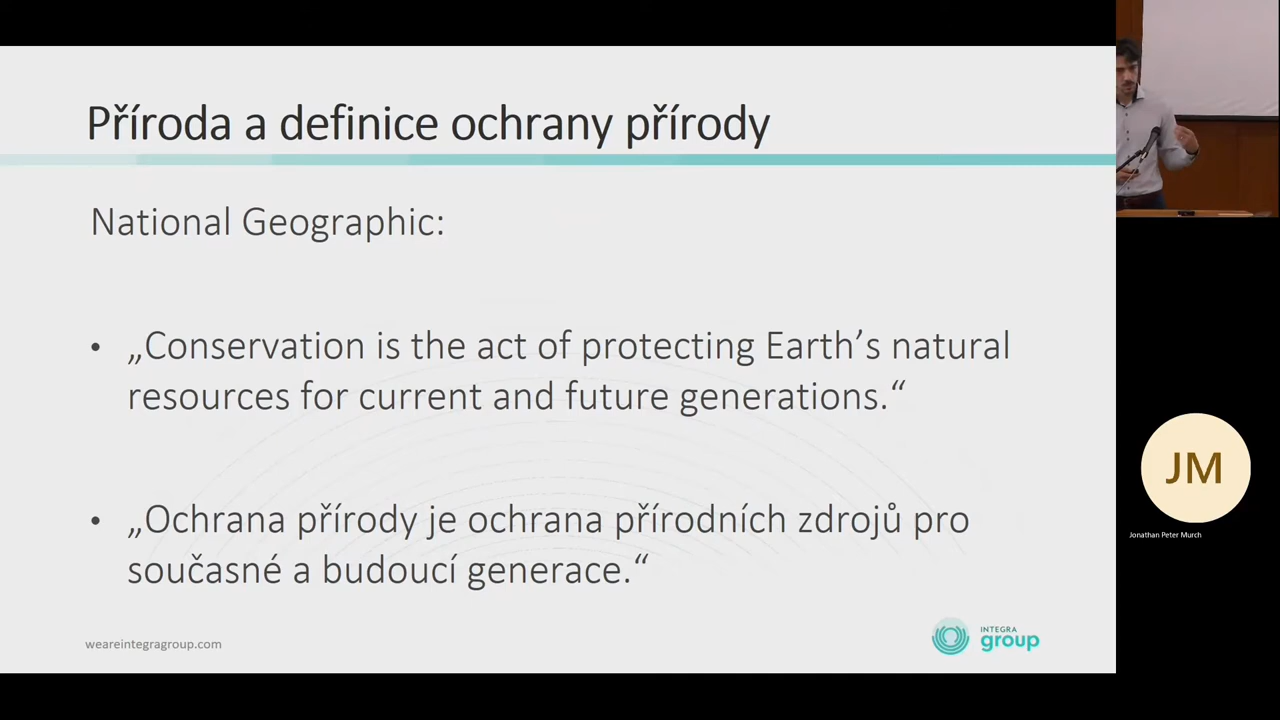 Příroda a definice ochrany přírody
National Geographic:
• „Conservation is the act of protecting Earth’s natural
resources for current and future generations.“
• „Ochrana přírody je ochrana přírodních zdrojů pro
současné a budoucí generace.“
weareintegragroup.com
INTEGRA
group
JM
Jonathan Peter Murch